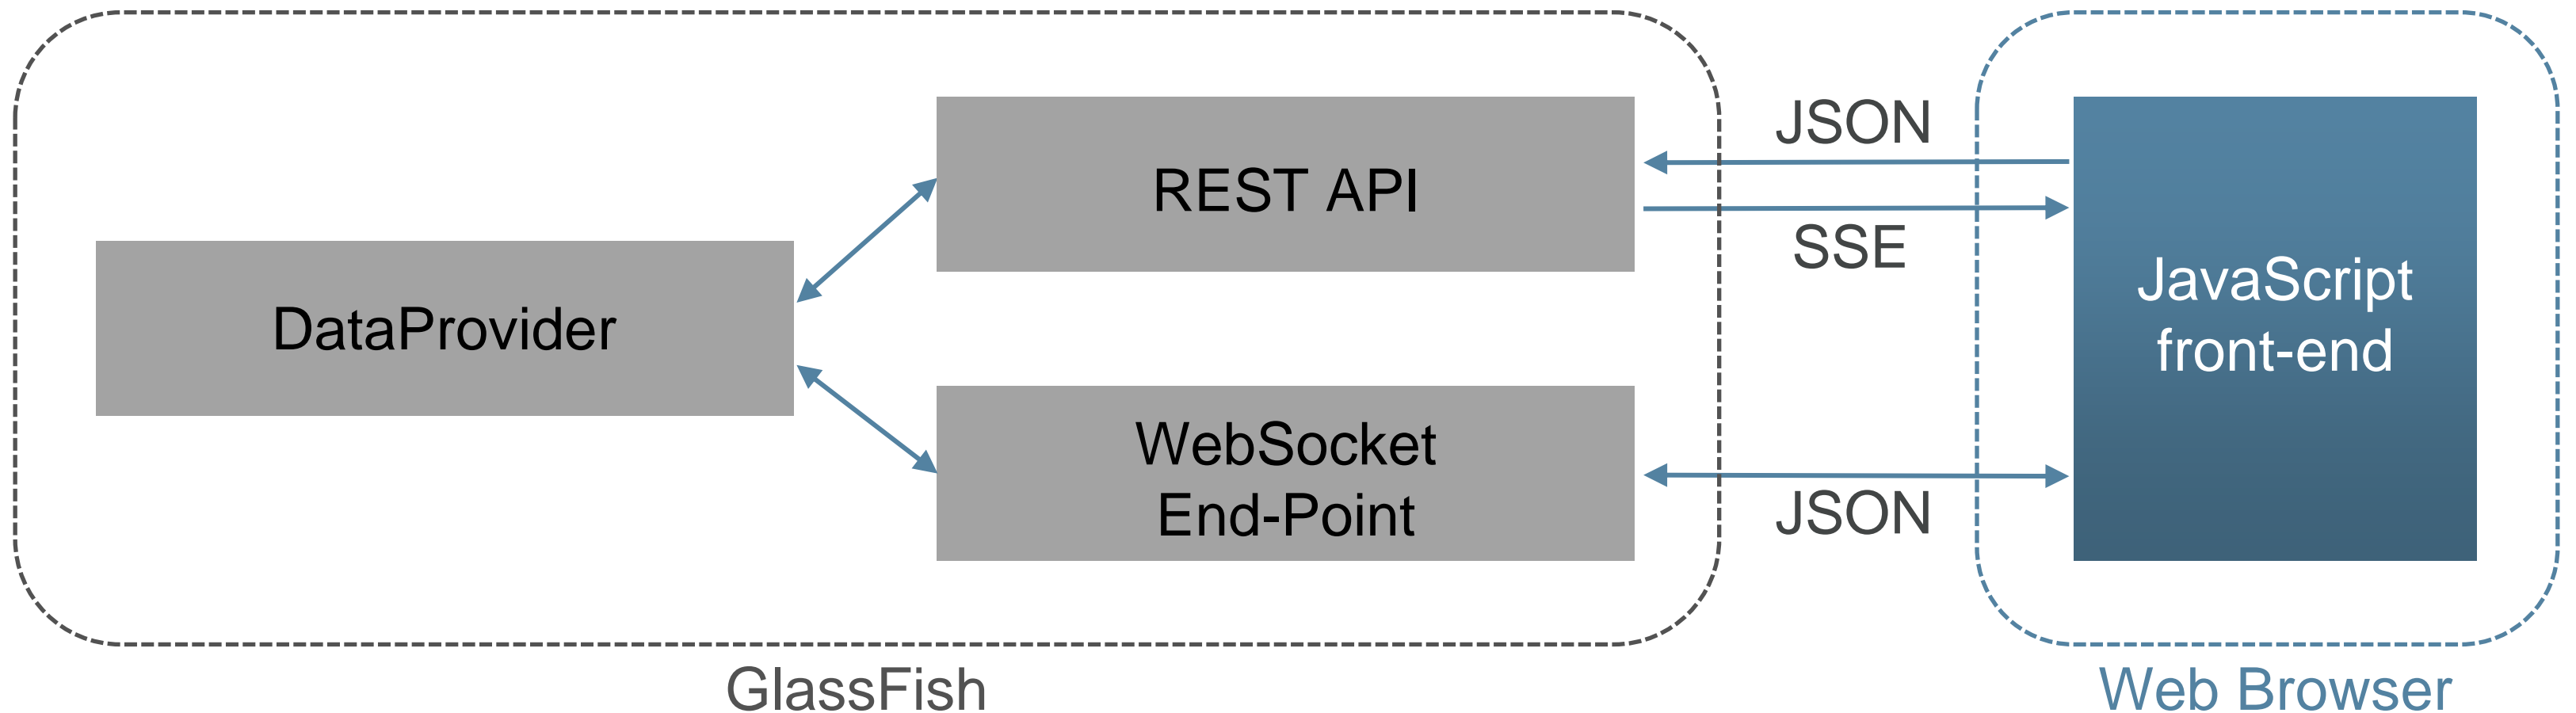 DataProvider
REST API
WebSocket
End-Point
JSON
SSE
JSON
JavaScript
front-end
GlassFish
Web Browser